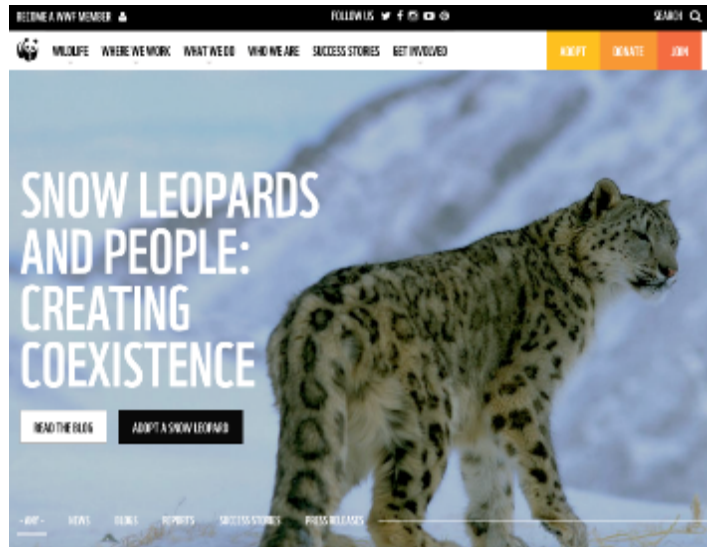 BECOME A WWF MEMBER
FOLLOW US
SEARCH
WILDLIFE WHERE WE WORK WHAT WE DO WHO WE ARE SUCCESS STORIES GET INVOLVED
ADOPT DONATE JOIN
SNOW LEOPARDS
AND PEOPLE:
CREATING
COEXISTENCE
READ THE BLOG ADOPT A SNOW LEOPARD
- ANY - NEWS BLOGS REPORTS SUCCESS STORIES PRESS RELEASES